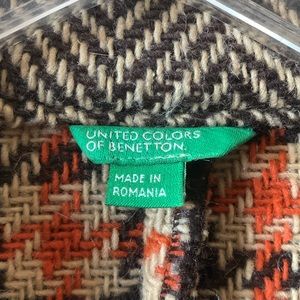 UNITED COLORS
OF BENETTON.
MADE IN
ROMANIA